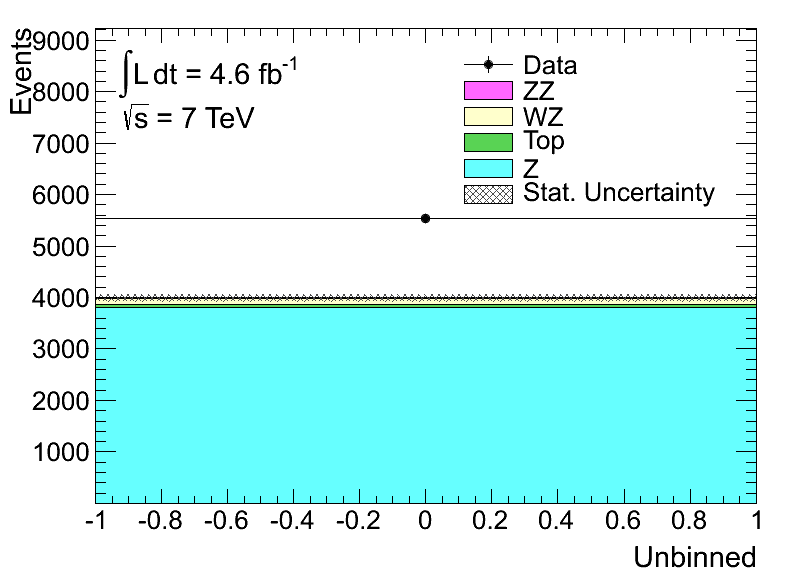 Events
9000
8000
7000
6000
5000
4000
3000
2000
1000
∫L dt = 4.6 fb⁻¹
√s = 7 TeV
Data
ZZ
WZ
Top
Z
Stat. Uncertainty
-1 -0.8 -0.6 -0.4 -0.2 0 0.2 0.4 0.6 0.8 1
Unbinned